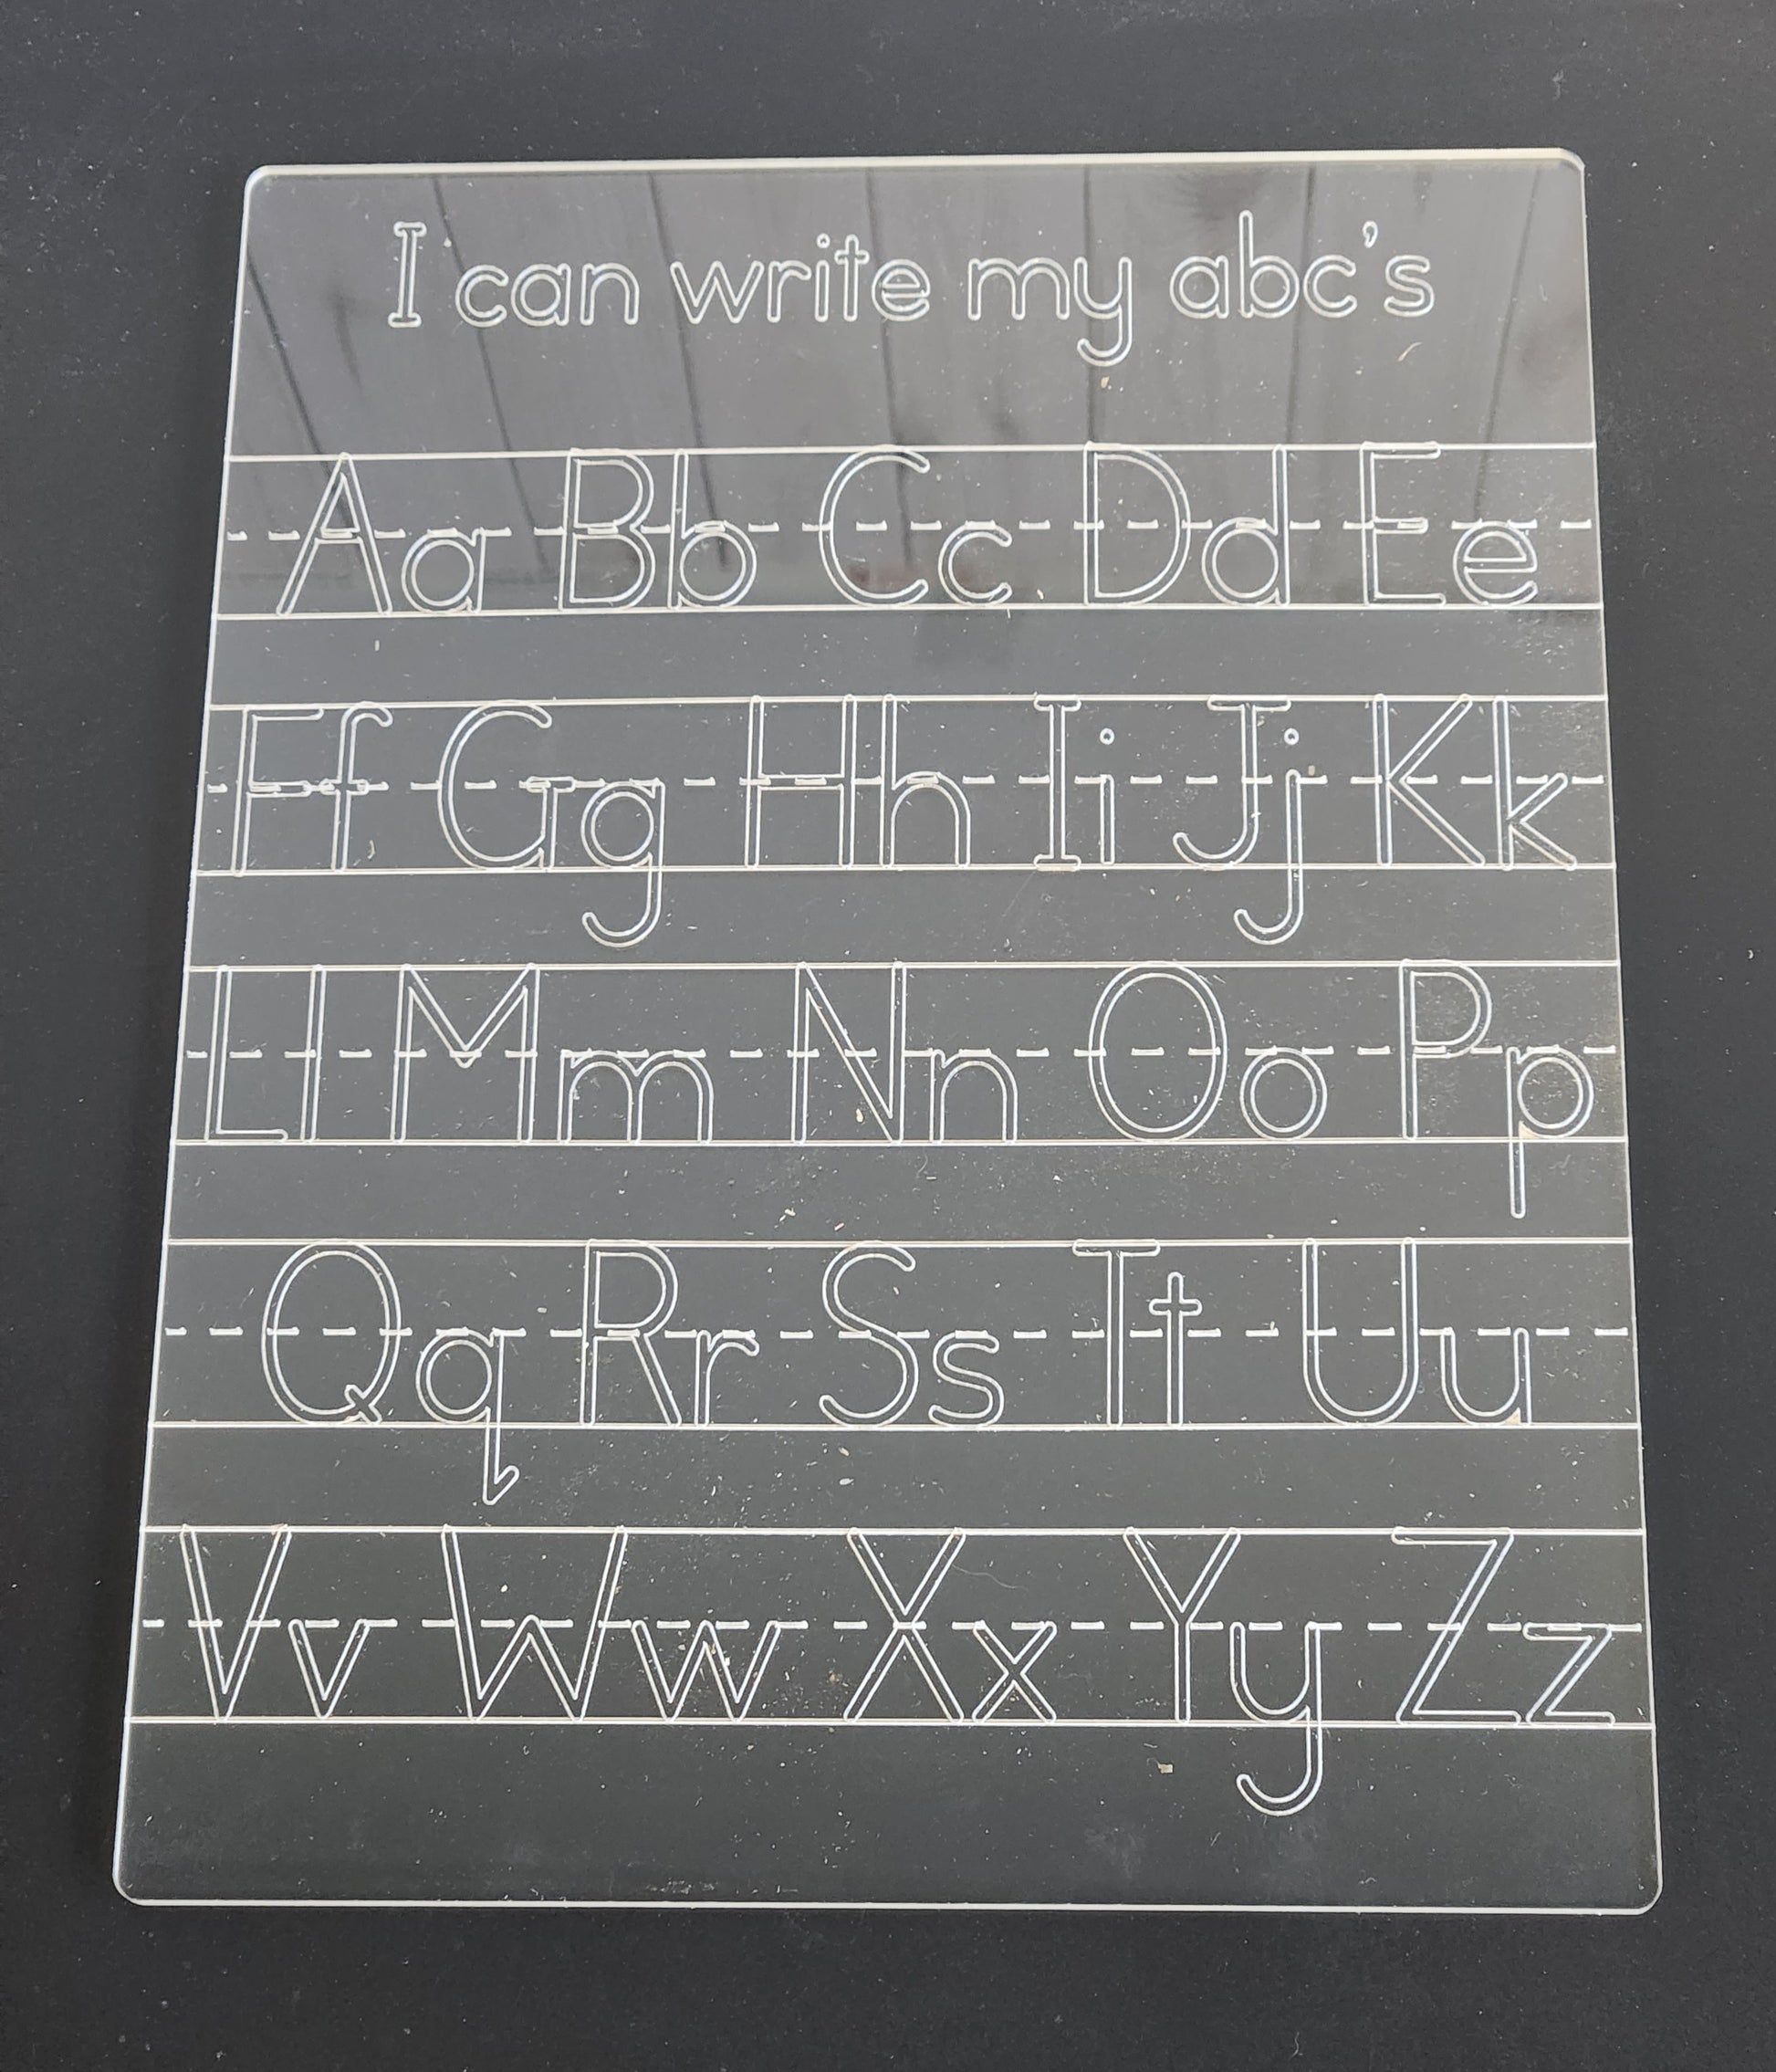 I can write my abc's
Aa Bb Cc Dd Ee
Ff Gg Hh Ii Jj Kk
Ll Mm Nn Oo Pp
Qq Rr Ss Tt Uu
Vv Ww Xx Yy Zz